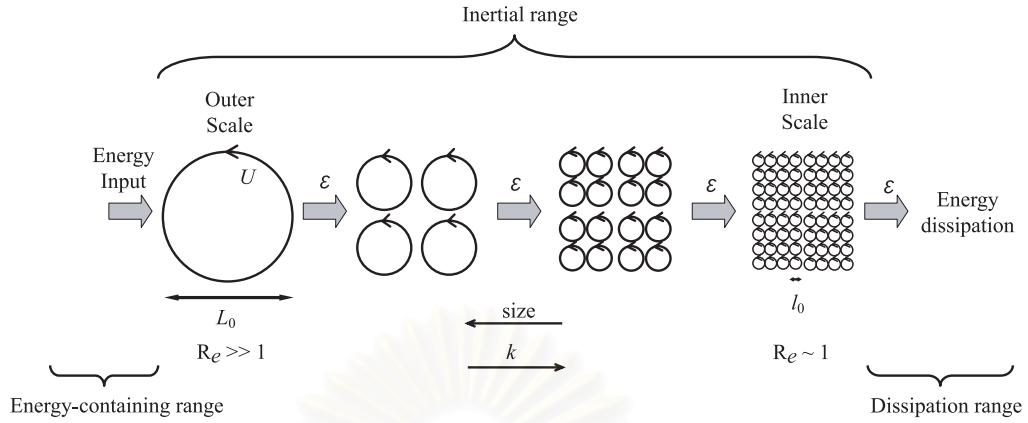 Inertial range
Outer
Scale
Inner
Scale
Energy
Input
U
ε
ε
ε
ε
Energy
dissipation
L0
l0
size
Re >> 1
k
Re ~ 1
Energy-containing range
Dissipation range